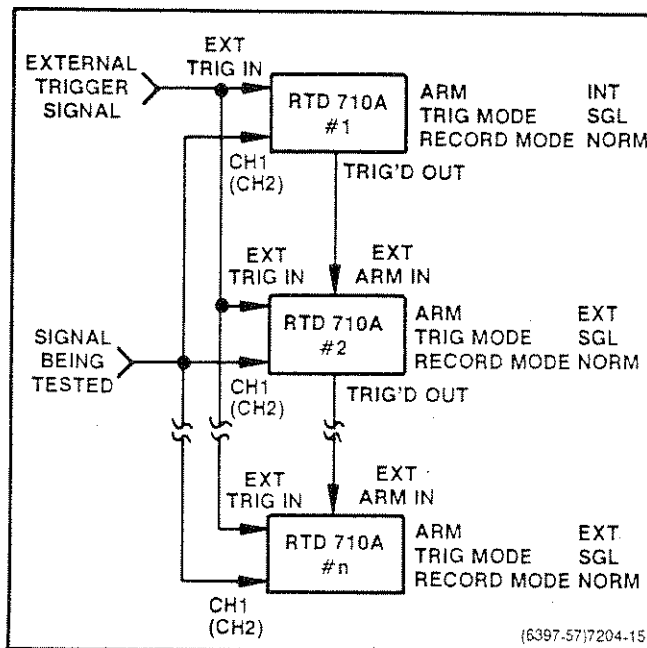 EXTERNAL
TRIGGER
SIGNAL
EXT
TRIG IN
RTD 710A
#1
ARM INT
TRIG MODE SGL
RECORD MODE NORM
CH1
(CH2)
TRIG'D OUT
EXT
TRIG IN
EXT
ARM IN
SIGNAL
BEING
TESTED
RTD 710A
#2
ARM EXT
TRIG MODE SGL
RECORD MODE NORM
CH1
(CH2)
TRIG'D OUT
EXT
TRIG IN
EXT
ARM IN
RTD 710A
#n
ARM EXT
TRIG MODE SGL
RECORD MODE NORM
CH1
(CH2)
(6397-57)7204-15